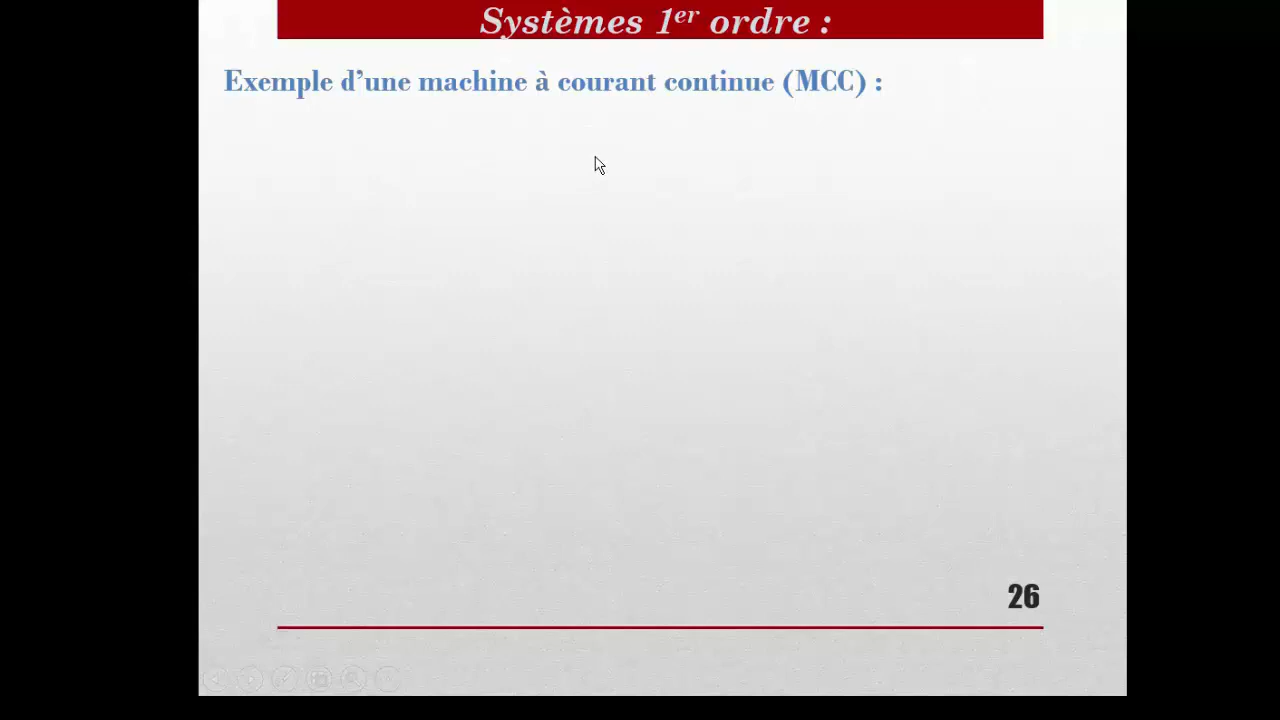 Systèmes 1er ordre :
Exemple d'une machine à courant continue (MCC) :
26